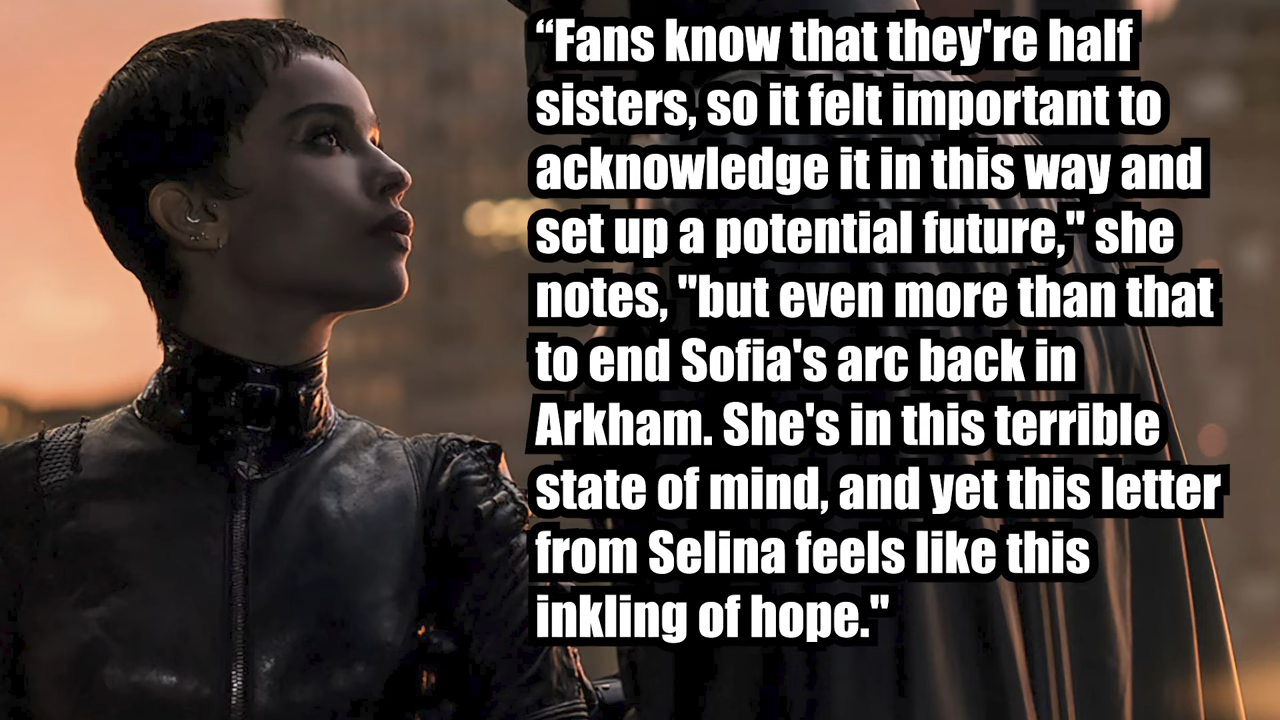 “Fans know that they're half
sisters, so it felt important to
acknowledge it in this way and
set up a potential future," she
notes, "but even more than that
to end Sofia's arc back in
Arkham. She's in this terrible
state of mind, and yet this letter
from Selina feels like this
inkling of hope."